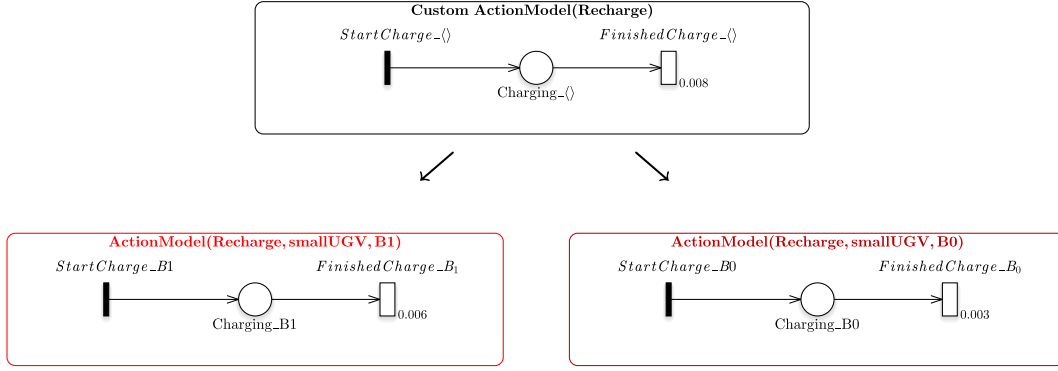 Custom ActionModel(Recharge)
StartCharge_⟨⟩ FinishedCharge_⟨⟩
0.008
Charging_⟨⟩
ActionModel(Recharge, smallUGV, B1) ActionModel(Recharge, smallUGV, B0)
StartCharge_B1 FinishedCharge_B₁ StartCharge_B0 FinishedCharge_B₀
0.006 0.003
Charging_B1 Charging_B0